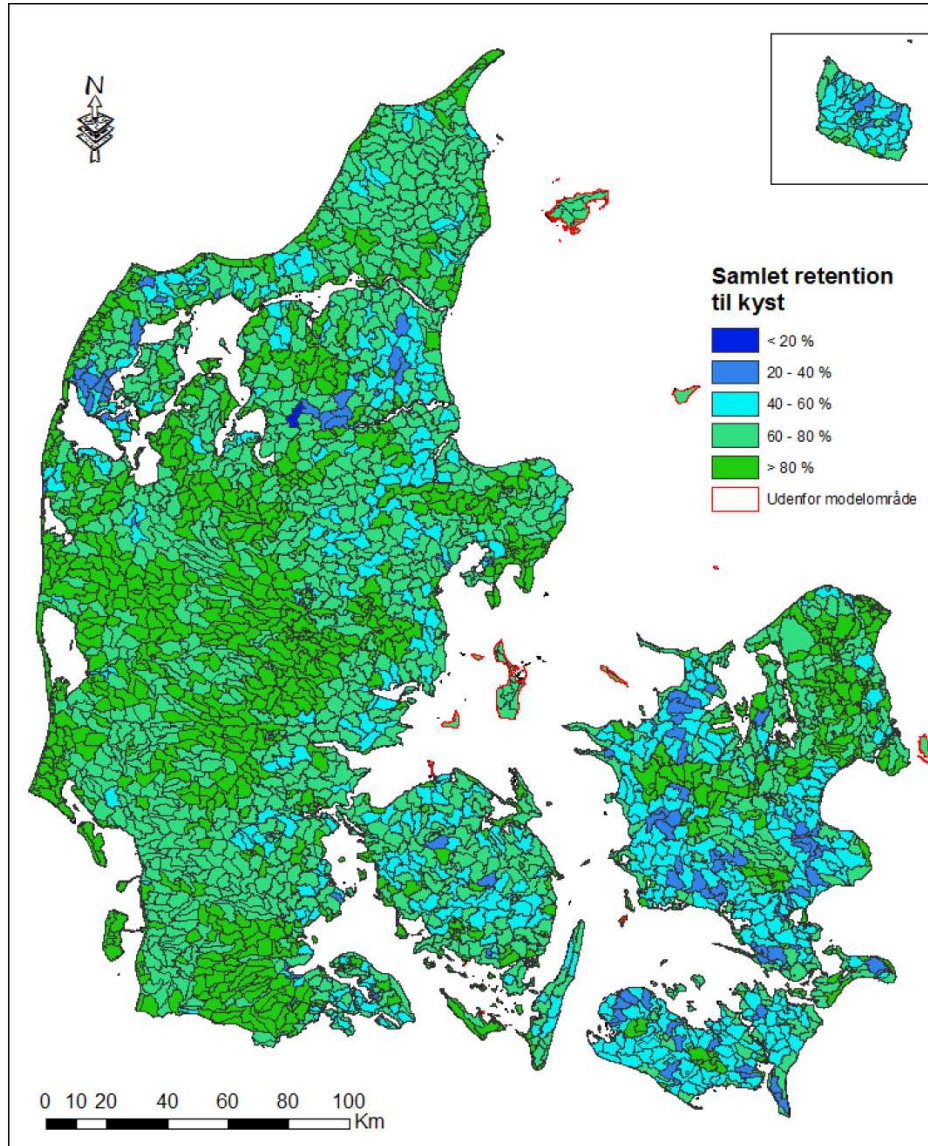 N
Samlet retention
til kyst
< 20 %
20 - 40 %
40 - 60 %
60 - 80 %
> 80 %
Udenfor modelområde
0 10 20 40 60 80 100
Km